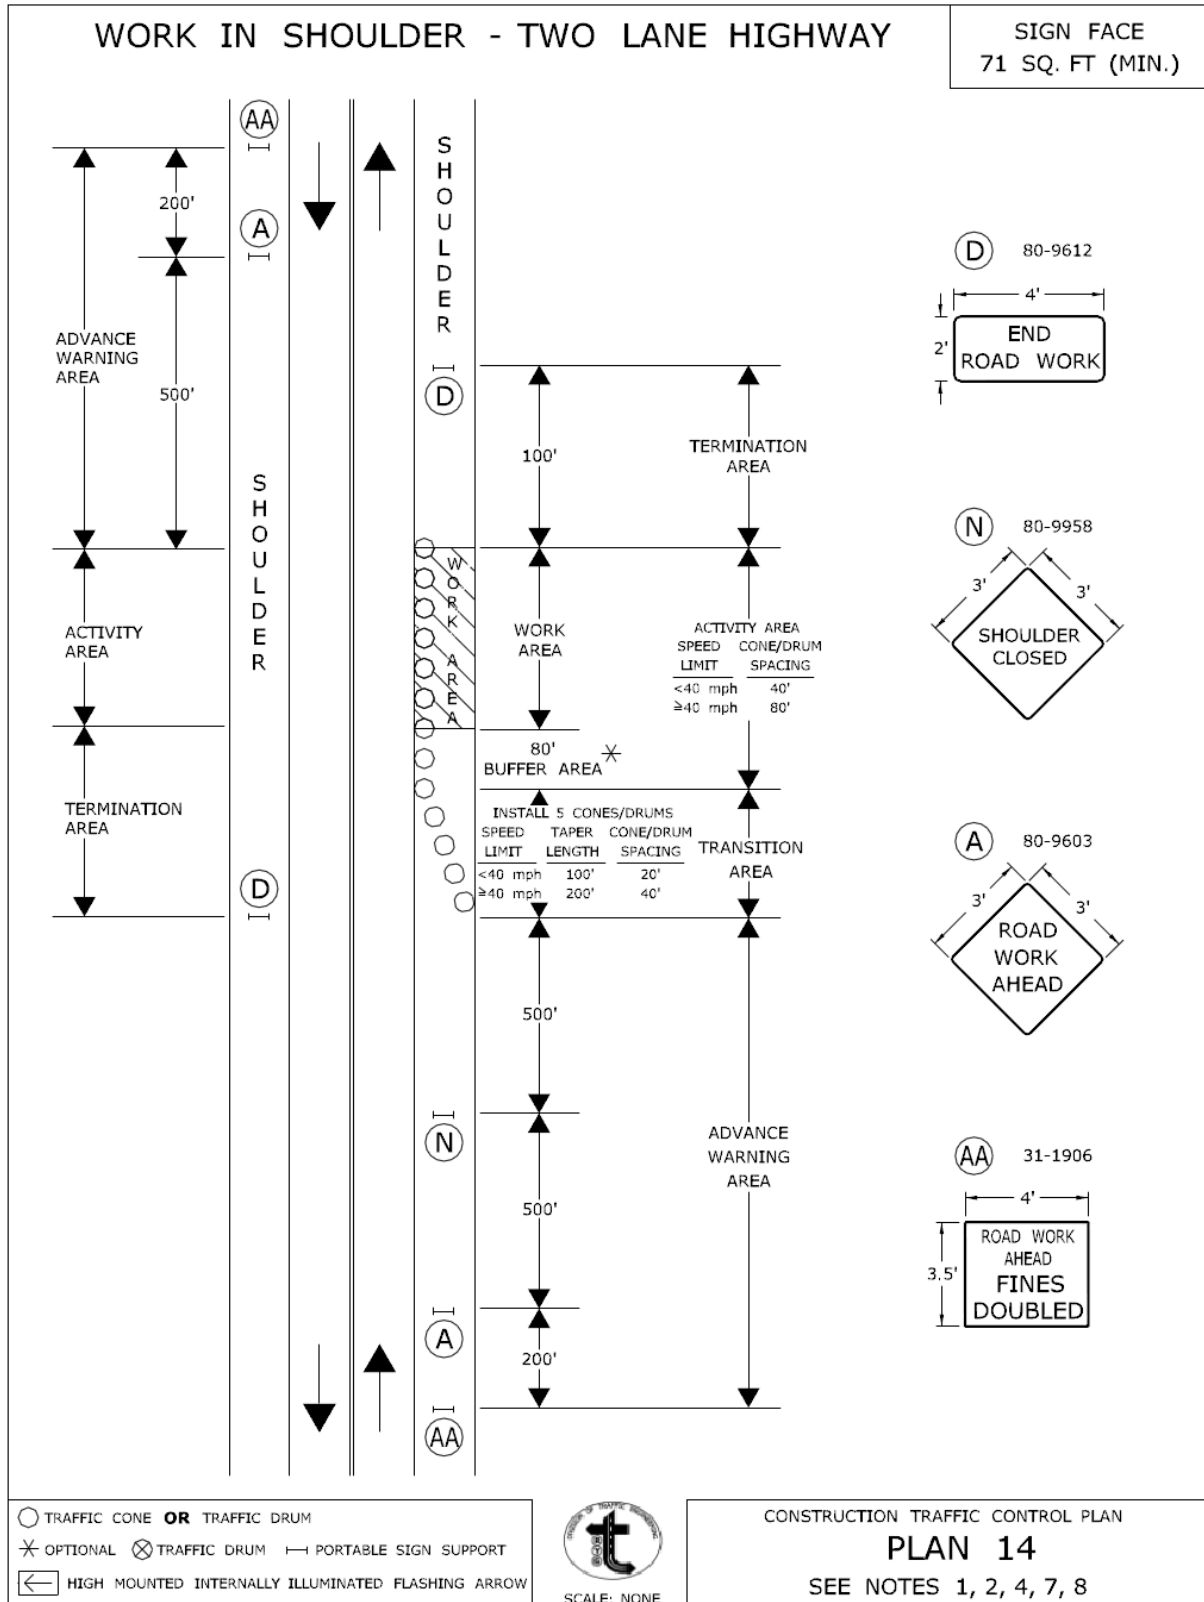 WORK IN SHOULDER - TWO LANE HIGHWAY
SIGN FACE
71 SQ. FT (MIN.)
AA
A
200'
500'
ADVANCE
WARNING
AREA
SHOULDER
SHOULDER
D
100'
TERMINATION
AREA
ACTIVITY
AREA
WORK AREA
WORK
AREA
ACTIVITY AREA
SPEED CONE/DRUM
LIMIT SPACING
<40 mph 40'
≥40 mph 80'
80'
BUFFER AREA
TERMINATION
AREA
D
INSTALL 5 CONES/DRUMS
SPEED TAPER CONE/DRUM
LIMIT LENGTH SPACING
<40 mph 100' 20'
≥40 mph 200' 40'
TRANSITION
AREA
500'
N
500'
A
200'
AA
ADVANCE
WARNING
AREA
D 80-9612
4'
2'
END
ROAD WORK
N 80-9958
3' 3'
SHOULDER
CLOSED
A 80-9603
3' 3'
ROAD
WORK
AHEAD
AA 31-1906
4'
3.5'
ROAD WORK
AHEAD
FINES
DOUBLED
TRAFFIC CONE OR TRAFFIC DRUM
OPTIONAL TRAFFIC DRUM PORTABLE SIGN SUPPORT
HIGH MOUNTED INTERNALLY ILLUMINATED FLASHING ARROW
DIVISION OF TRAFFIC ENGINEERING
SCALE: NONE
CONSTRUCTION TRAFFIC CONTROL PLAN
PLAN 14
SEE NOTES 1, 2, 4, 7, 8